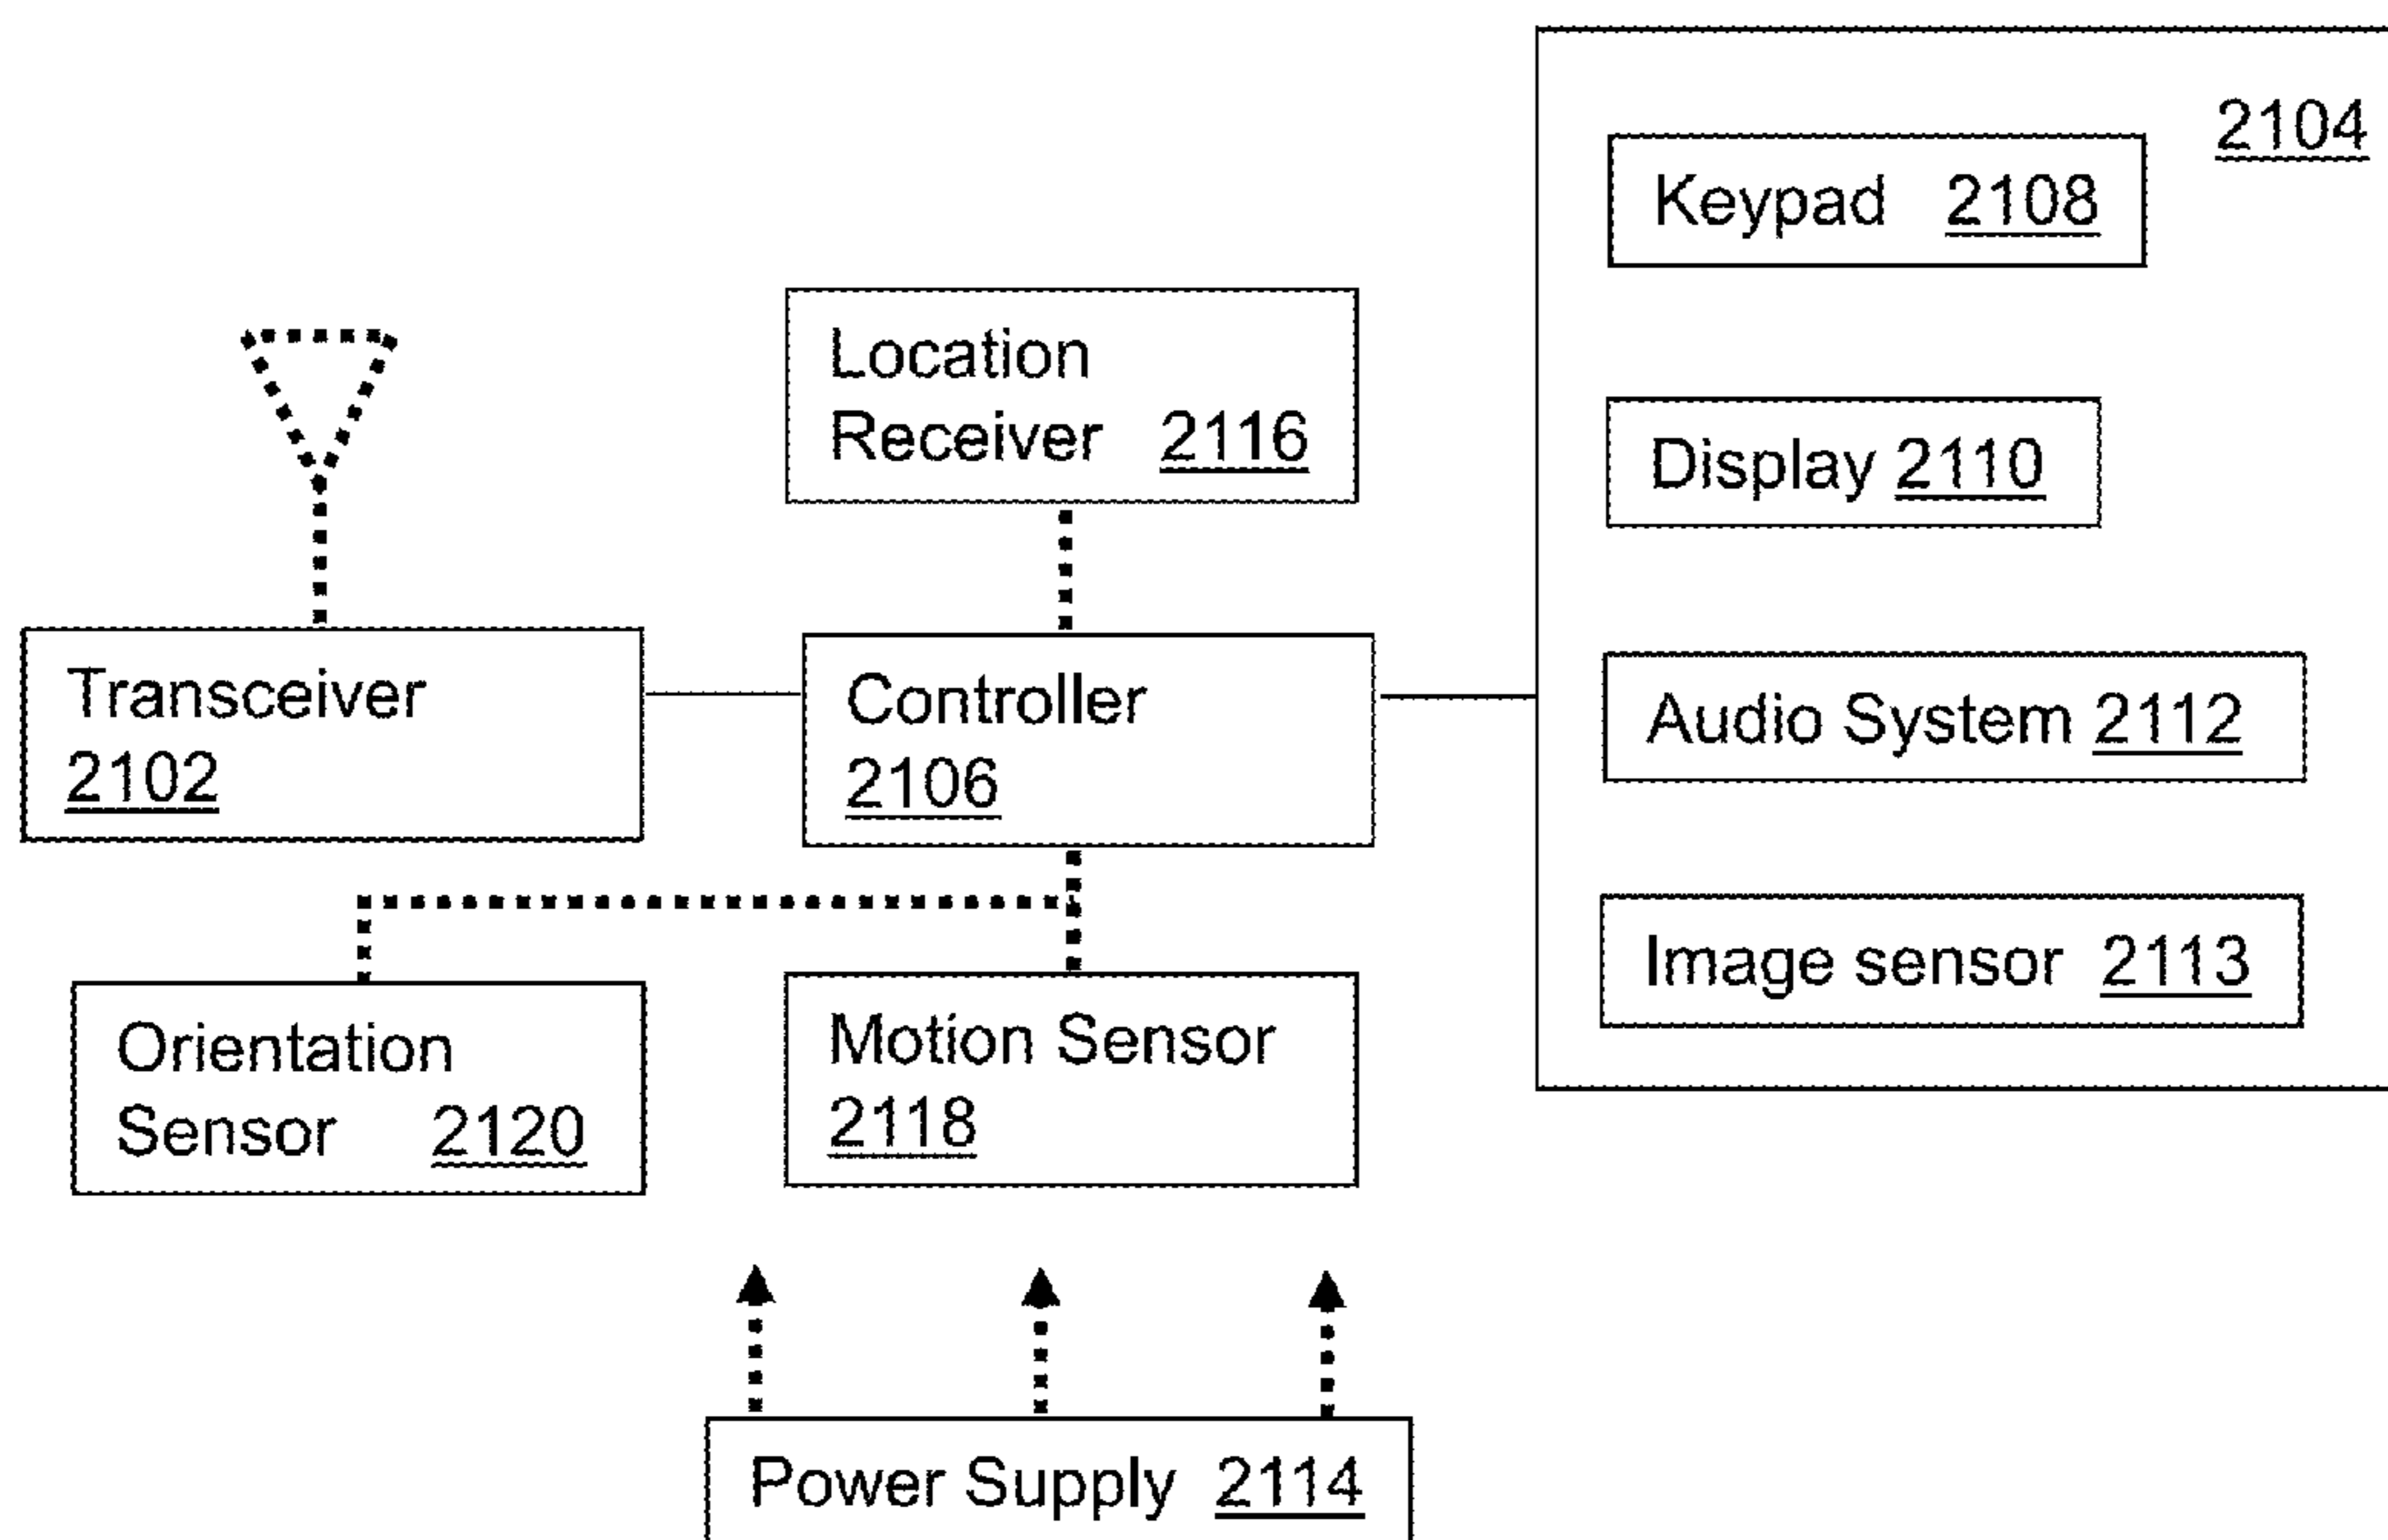 2104
Keypad 2108
Location
Receiver 2116
Display 2110
Transceiver
2102
Controller
2106
Audio System 2112
Image sensor 2113
Orientation
Sensor 2120
Motion Sensor
2118
Power Supply 2114